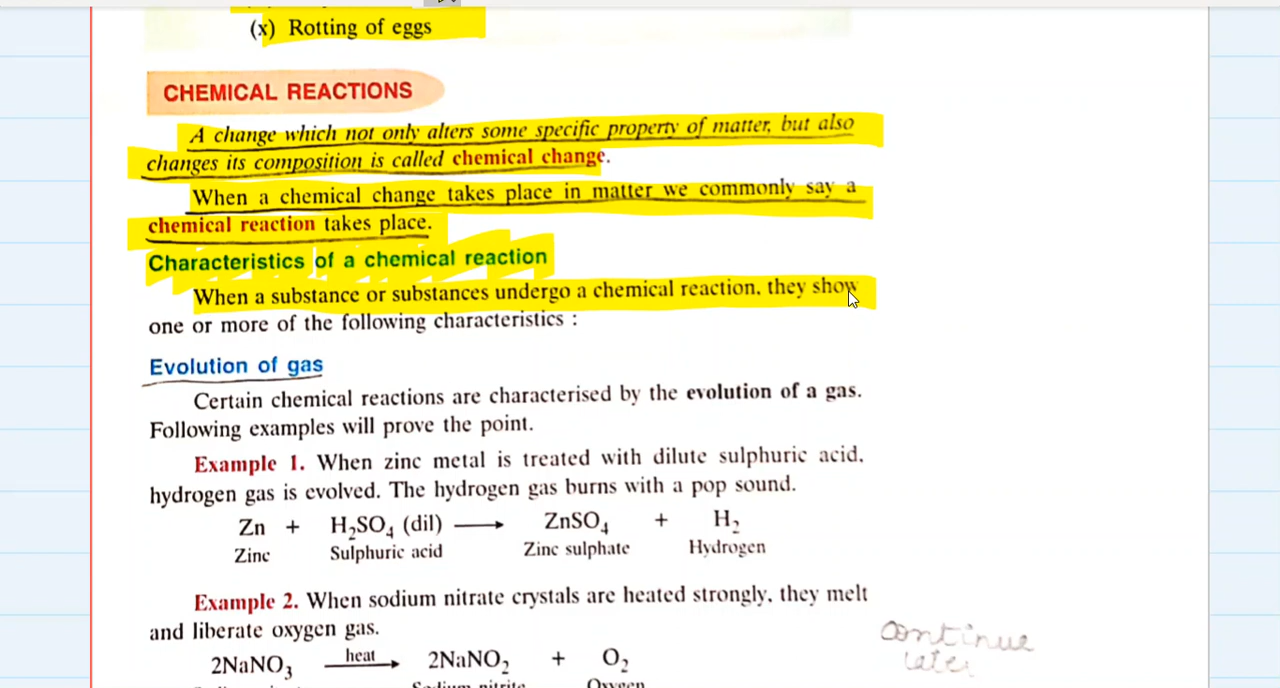 (x) Rotting of eggs
CHEMICAL REACTIONS
A change which not only alters some specific property of matter, but also
changes its composition is called chemical change.
When a chemical change takes place in matter we commonly say a
chemical reaction takes place.
Characteristics of a chemical reaction
When a substance or substances undergo a chemical reaction, they show
one or more of the following characteristics :
Evolution of gas
Certain chemical reactions are characterised by the evolution of a gas.
Following examples will prove the point.
Example 1. When zinc metal is treated with dilute sulphuric acid,
hydrogen gas is evolved. The hydrogen gas burns with a pop sound.
Zn + H₂SO₄ (dil) ⟶ ZnSO₄ + H₂
Zinc Sulphuric acid Zinc sulphate Hydrogen
Example 2. When sodium nitrate crystals are heated strongly, they melt
and liberate oxygen gas.
continue
later
heat
2NaNO₃ ⟶ 2NaNO₂ + O₂
Sodium nitrite Oxygen